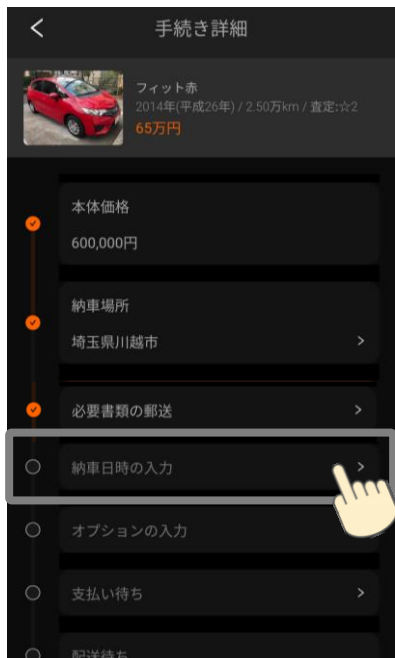 手続き詳細
フィット赤
2014年(平成26年) / 2.50万km / 査定:☆2
65万円
本体価格
600,000円
納車場所
埼玉県川越市
必要書類の郵送
納車日時の入力
オプションの入力
支払い待ち
配送待ち